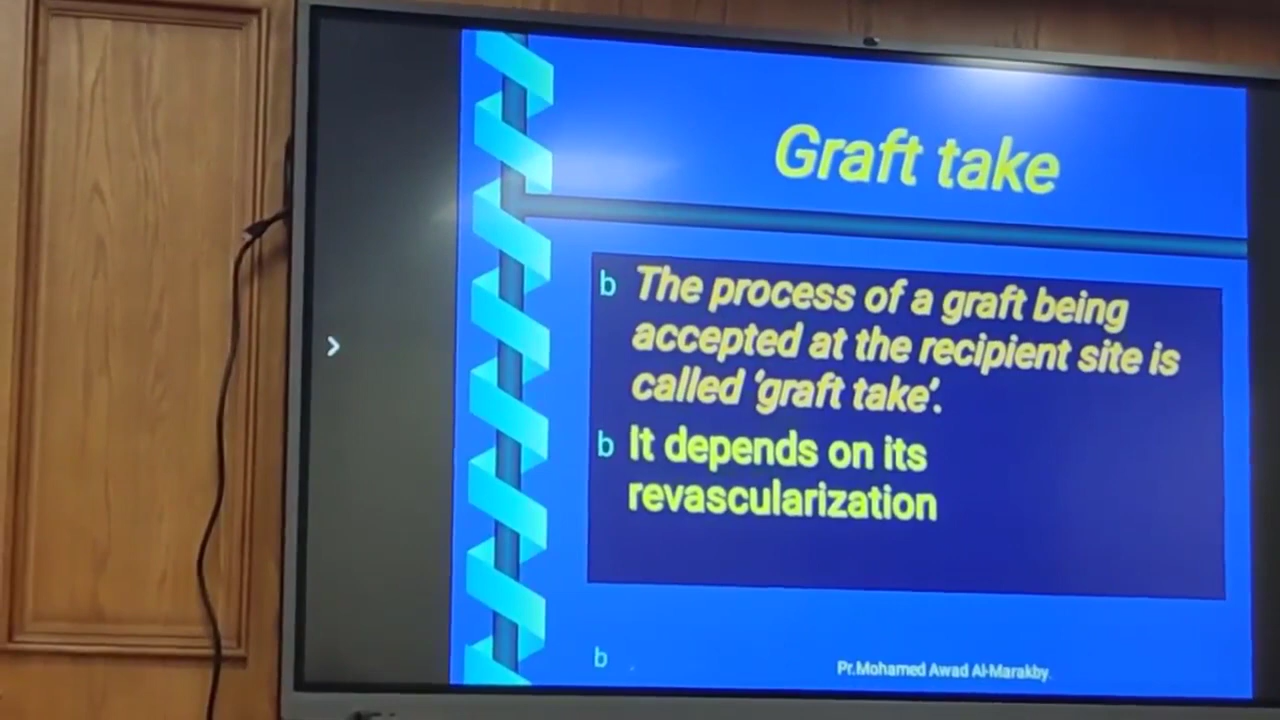 Graft take
b The process of a graft being
accepted at the recipient site is
called ‘graft take’.
b It depends on its
revascularization
b
Pr.Mohamed Awad Al-Marakby